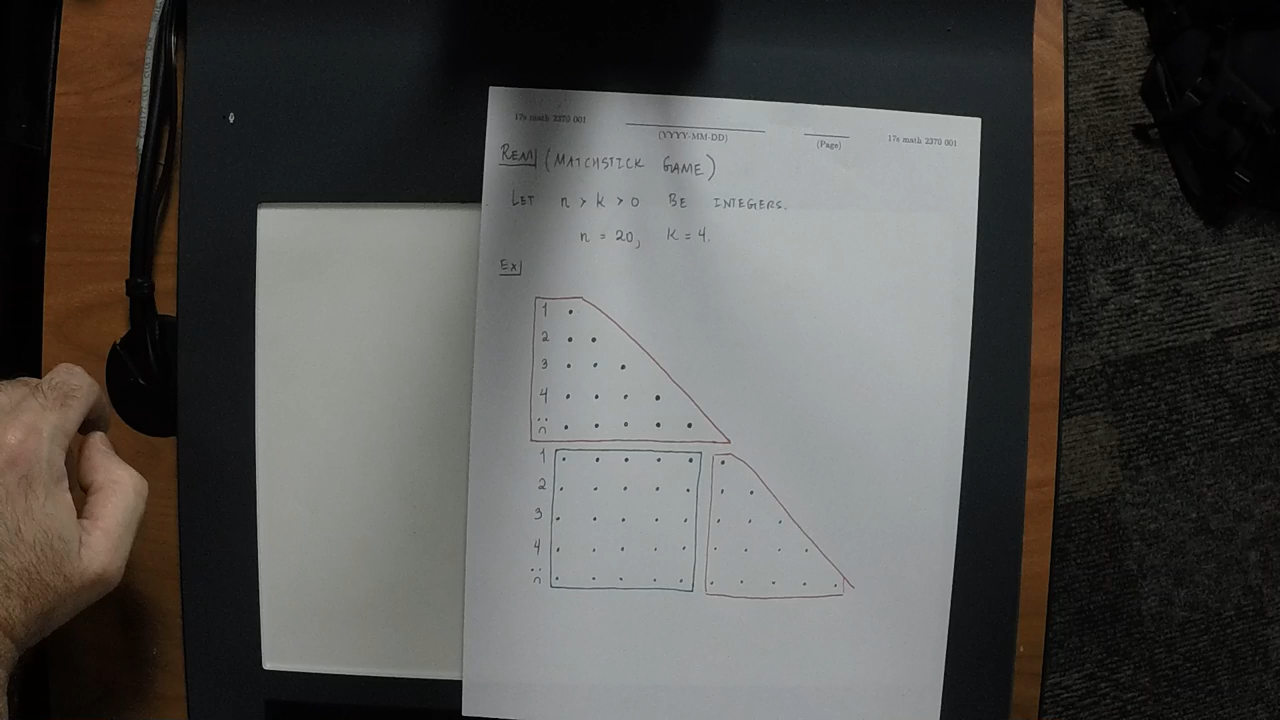 17s math 2370 001
(YYYY-MM-DD)
(Page)
17s math 2370 001
REM (MATCHSTICK GAME)
LET n > k > 0 BE INTEGERS.
n = 20, k = 4.
Ex
1
2
3
4
n
1
2
3
4
n